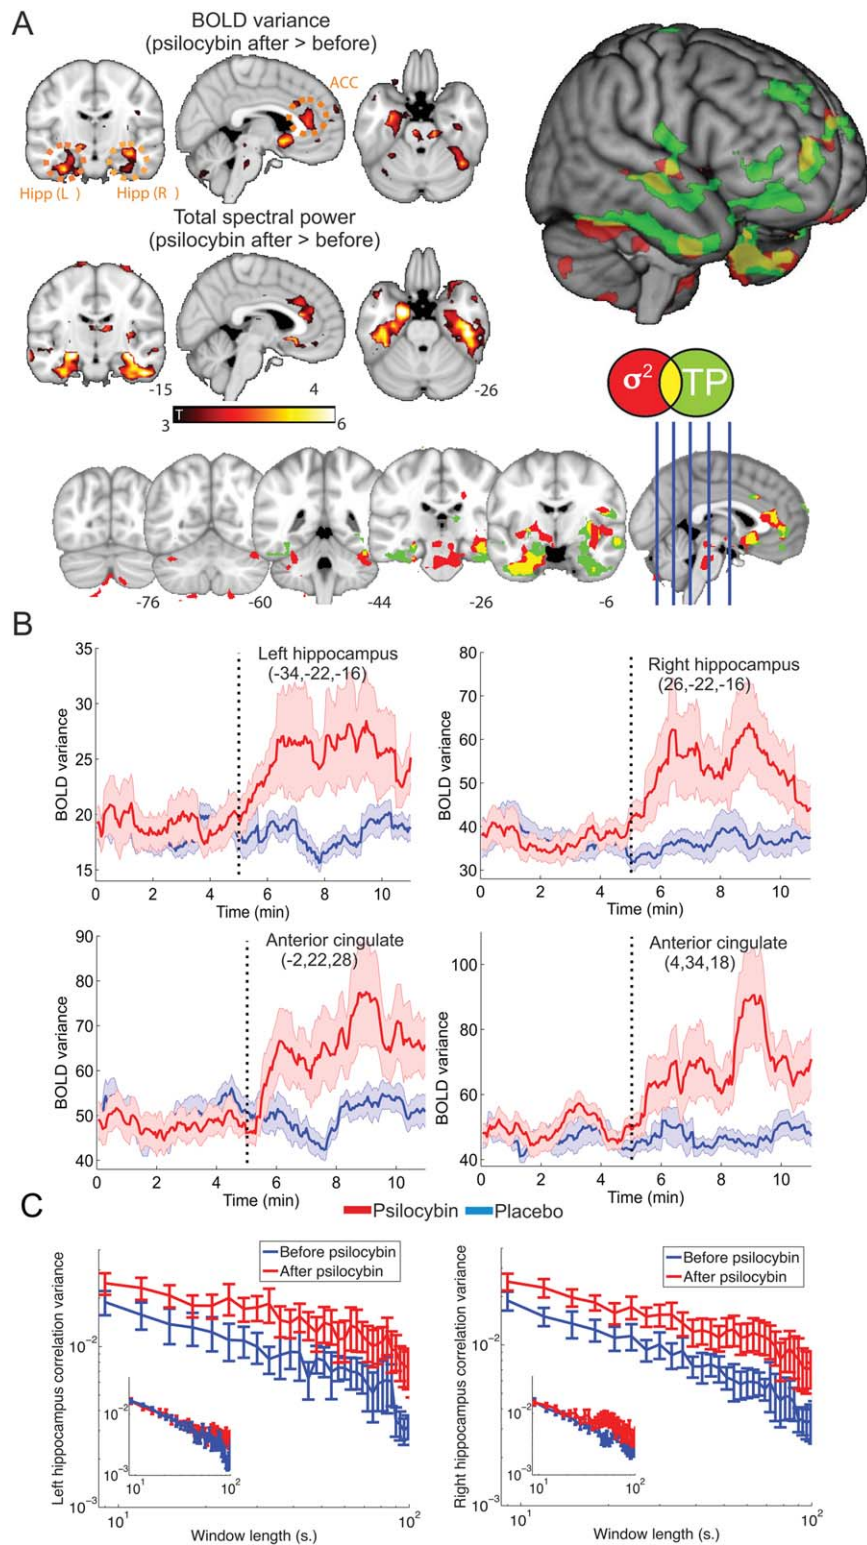 A
BOLD variance
(psilocybin after > before)
ACC
Hipp (L )
Hipp (R )
Total spectral power
(psilocybin after > before)
-15
4
-26
T
3
6
σ² TP
-76
-60
-44
-26
-6
B
35
30
25
20
15
BOLD variance
Left hippocampus
(-34,-22,-16)
0 2 4 6 8 10
Time (min)
80
70
60
50
40
30
BOLD variance
Right hippocampus
(26,-22,-16)
0 2 4 6 8 10
Time (min)
90
80
70
60
50
40
BOLD variance
Anterior cingulate
(-2,22,28)
0 2 4 6 8 10
Time (min)
100
80
60
40
BOLD variance
Anterior cingulate
(4,34,18)
0 2 4 6 8 10
Time (min)
Psilocybin Placebo
C
Left hippocampus correlation variance
Before psilocybin
After psilocybin
10⁻²
10⁻³
10⁻²
10⁻³
10¹ 10²
10¹ 10²
Window length (s.)
Right hippocampus correlation variance
Before psilocybin
After psilocybin
10⁻²
10⁻³
10⁻²
10⁻³
10¹ 10²
10¹ 10²
Window length (s.)